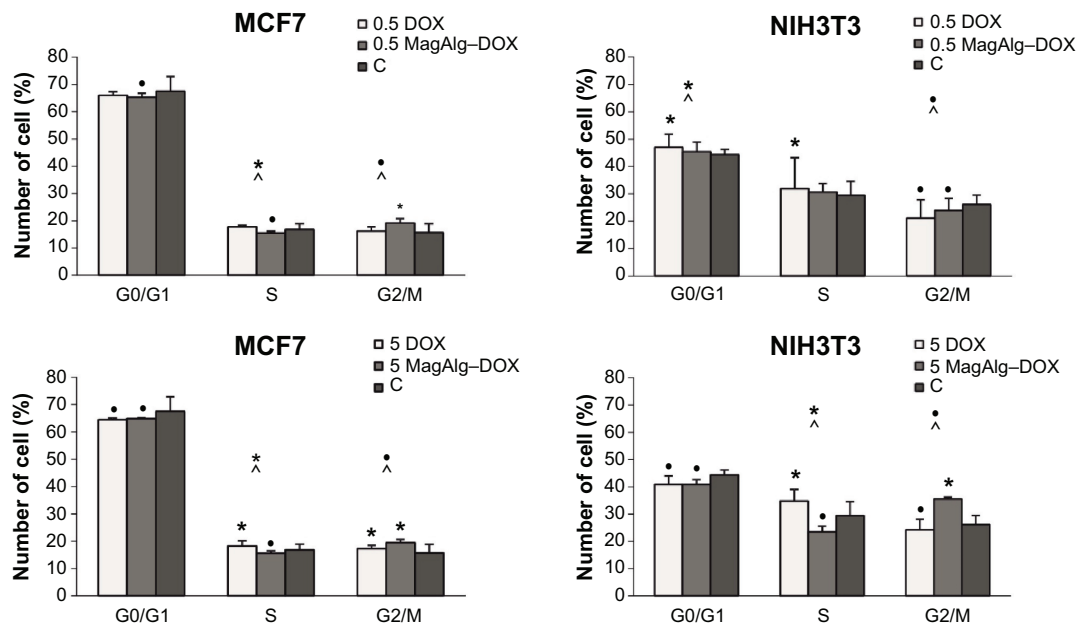 MCF7
0.5 DOX
0.5 MagAlg–DOX
C
Number of cell (%)
80
70
60
50
40
30
20
10
0
G0/G1 S G2/M
NIH3T3
0.5 DOX
0.5 MagAlg–DOX
C
Number of cell (%)
80
70
60
50
40
30
20
10
0
* * ^ * • ^ • •
G0/G1 S G2/M
MCF7
5 DOX
5 MagAlg–DOX
C
Number of cell (%)
80
70
60
50
40
30
20
10
0
G0/G1 S G2/M
NIH3T3
5 DOX
5 MagAlg–DOX
C
Number of cell (%)
80
70
60
50
40
30
20
10
0
G0/G1 S G2/M